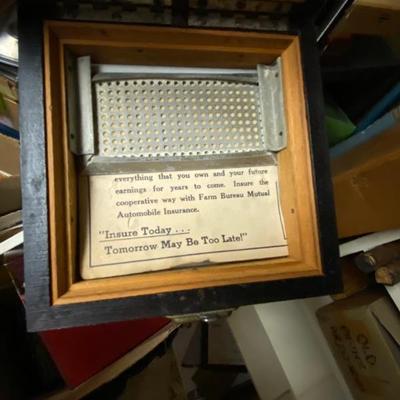 everything that you own and your future
earnings for years to come. Insure the
cooperative way with Farm Bureau Mutual
Automobile Insurance.
"Insure Today . . .
Tomorrow May Be Too Late!"
OLD